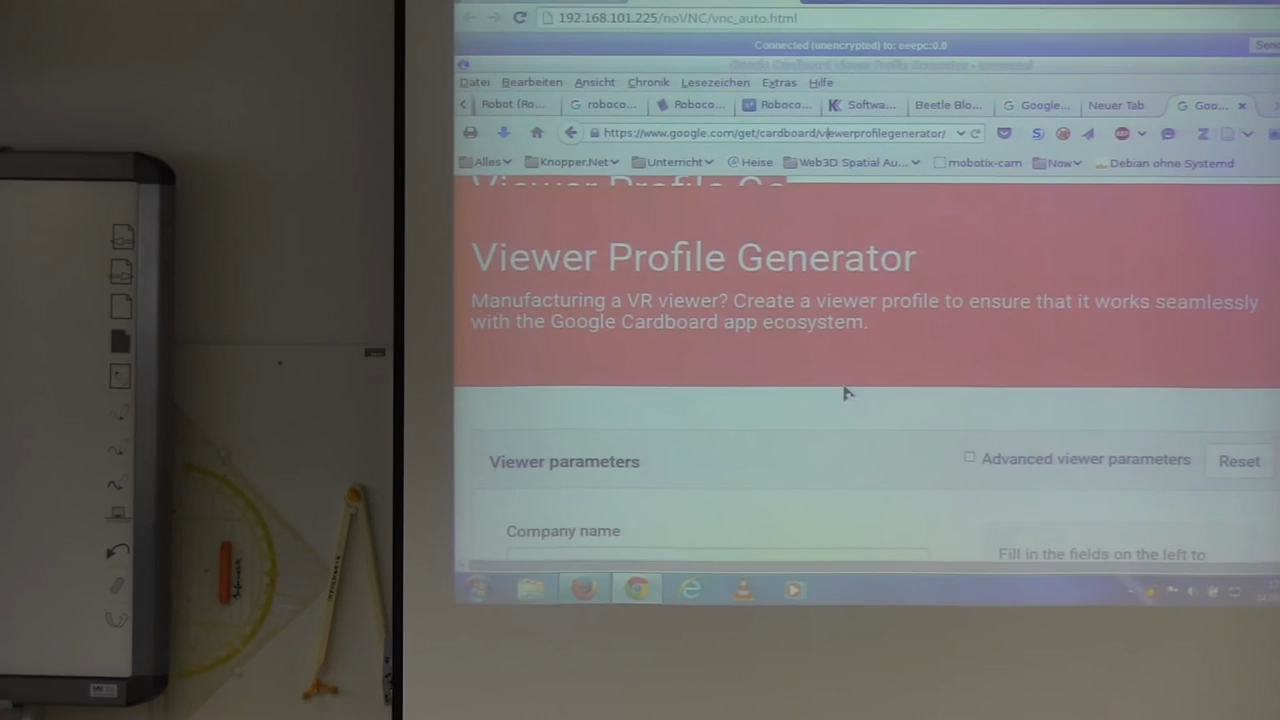 192.168.101.225/noVNC/vnc_auto.html
Connected (unencrypted) to: eeepc:0.0
Datei Bearbeiten Ansicht Chronik Lesezeichen Extras Hilfe
Robot (Ro... roboco... Roboco... Roboco... Softwa... Beetle Blo... Google... Neuer Tab Goo...
https://www.google.com/get/cardboard/viewerprofilegenerator/
Alles Knopper.Net Unterricht Heise Web3D Spatial Au... mobotix-cam Now Debian ohne Systemd
Viewer Profile Ge
Viewer Profile Generator
Manufacturing a VR viewer? Create a viewer profile to ensure that it works seamlessly
with the Google Cardboard app ecosystem.
Viewer parameters
Advanced viewer parameters
Reset
Company name
Fill in the fields on the left to